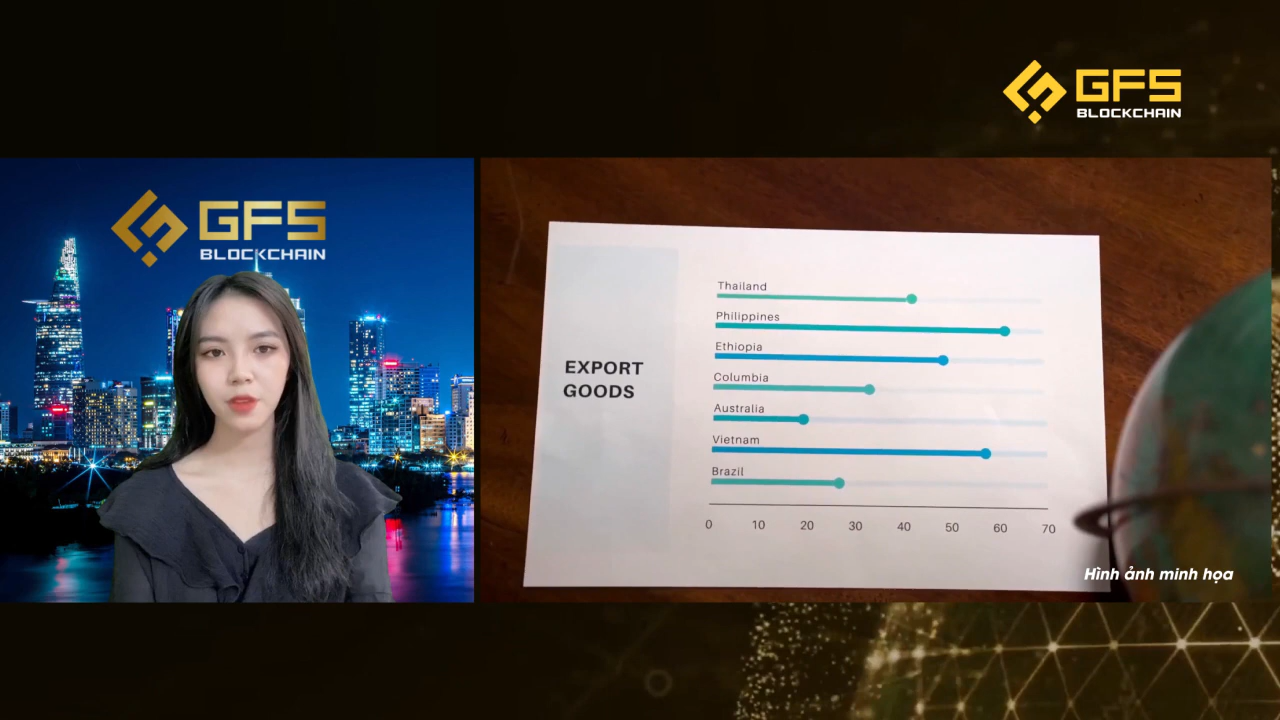 GFS
BLOCKCHAIN
GFS
BLOCKCHAIN
EXPORT
GOODS
Thailand
Philippines
Ethiopia
Columbia
Australia
Vietnam
Brazil
0 10 20 30 40 50 60 70
Hình ảnh minh họa